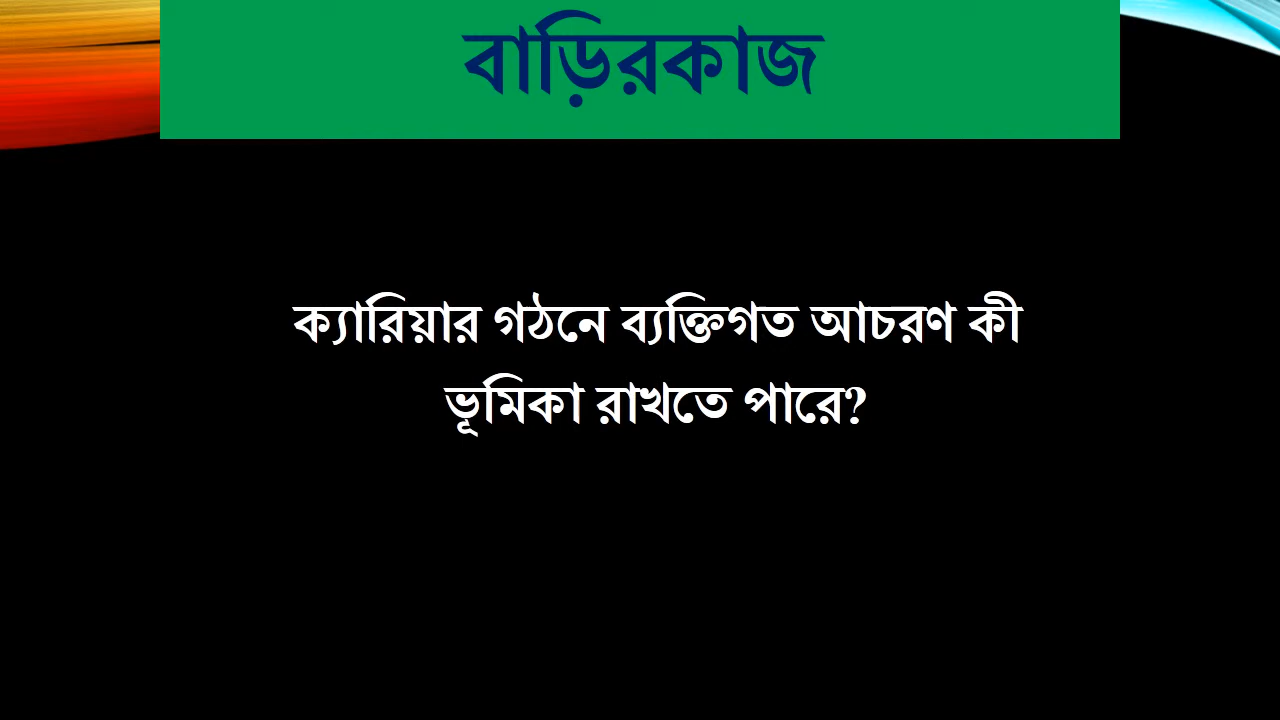 বাড়িরকাজ
ক্যারিয়ার গঠনে ব্যক্তিগত আচরণ কী
ভূমিকা রাখতে পারে?